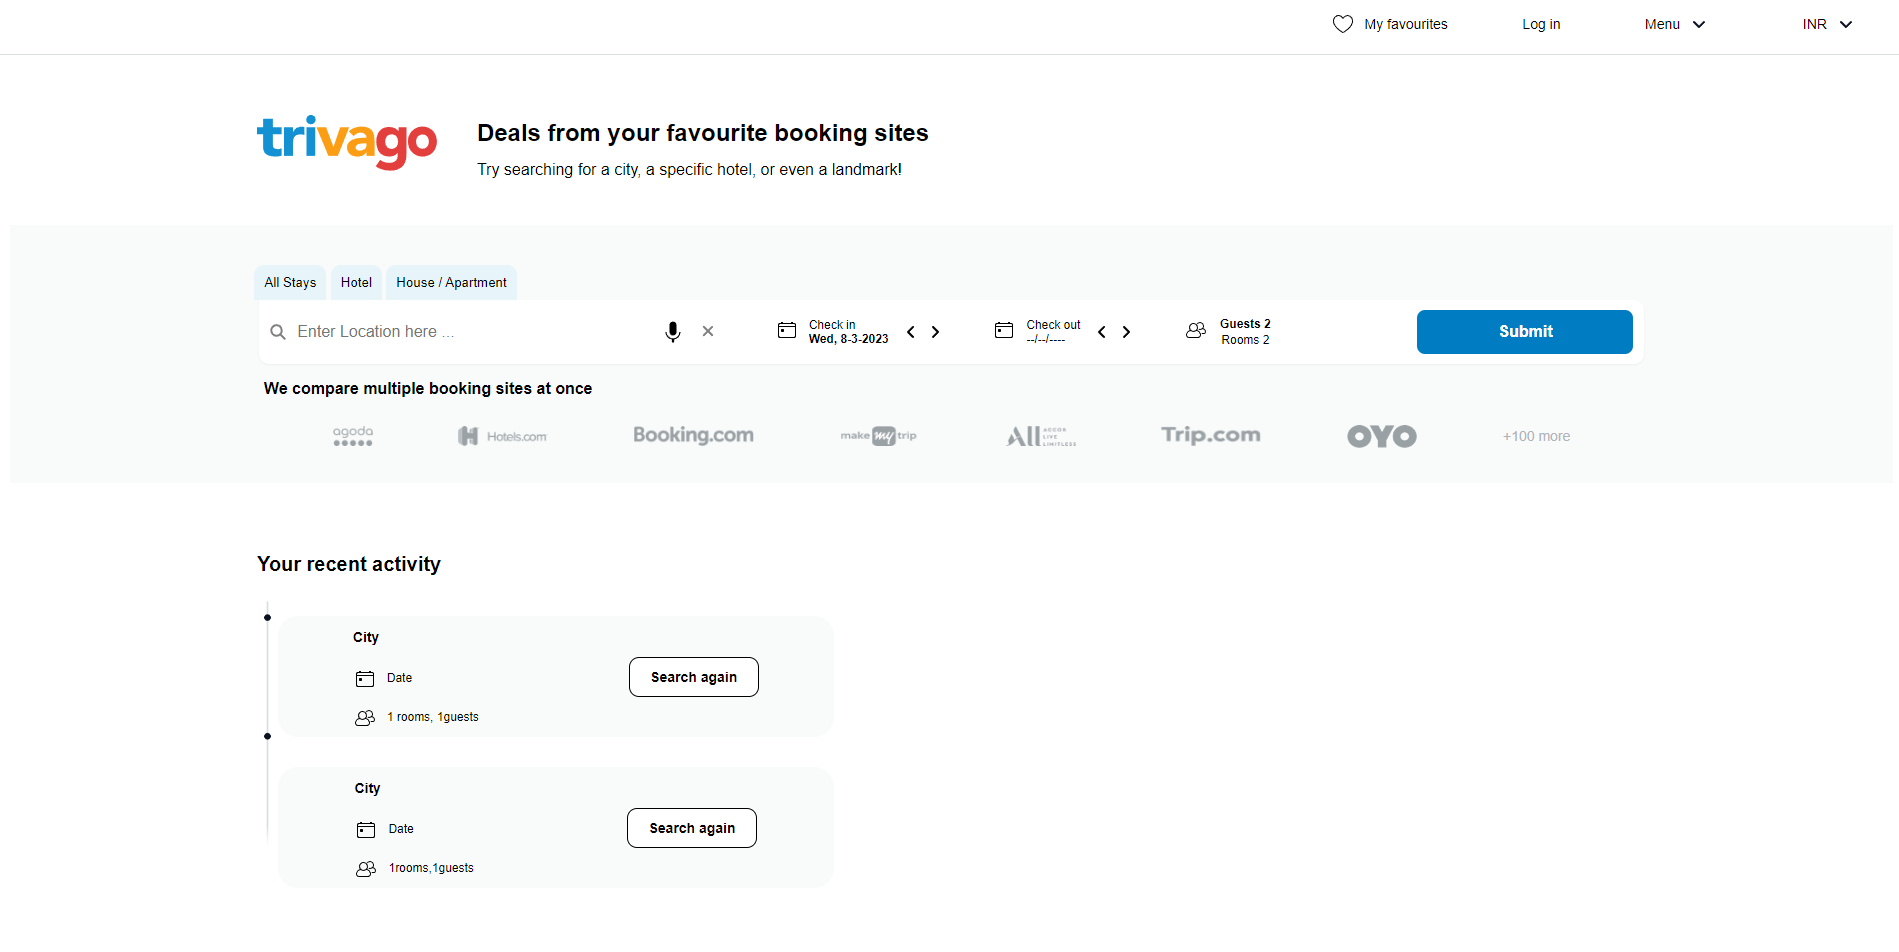 My favourites
Log in
Menu
INR
trivago
Deals from your favourite booking sites
Try searching for a city, a specific hotel, or even a landmark!
All Stays
Hotel
House / Apartment
Enter Location here ...
Check in
Wed, 8-3-2023
Check out
--/--/----
Guests 2
Rooms 2
Submit
We compare multiple booking sites at once
agoda
Hotels.com
Booking.com
make my trip
ALL ACCOR LIVE LIMITLESS
Trip.com
OYO
+100 more
Your recent activity
City
Date
Search again
1 rooms, 1guests
City
Date
Search again
1rooms,1guests